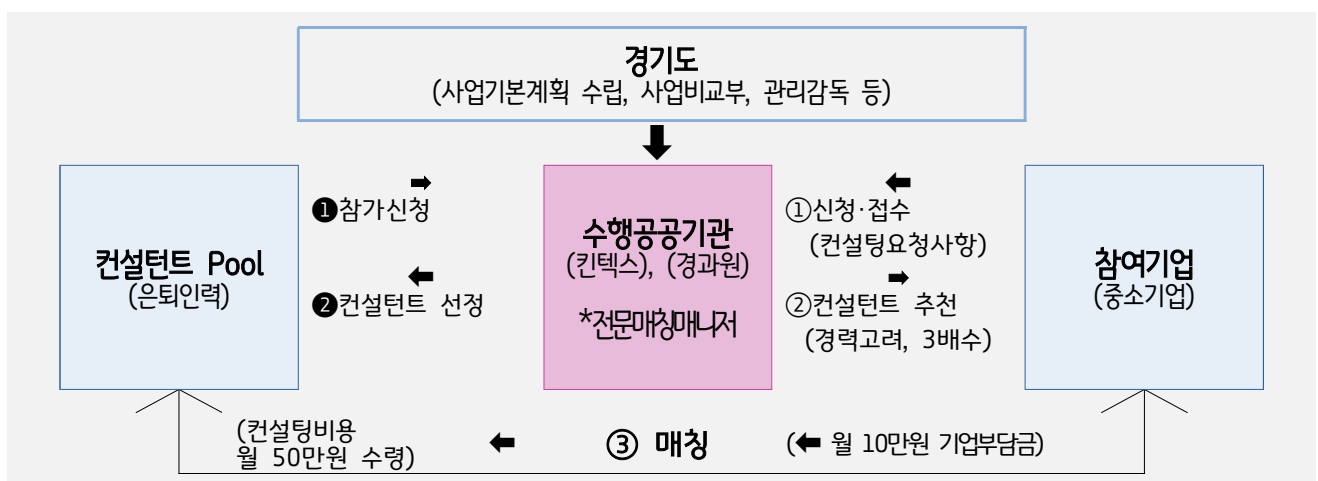 경기도
(사업기본계획 수립, 사업비교부, 관리감독 등)
컨설턴트 Pool
(은퇴인력)
❶참가신청
❷컨설턴트 선정
수행공공기관
(킨텍스), (경과원)
*전문매칭매니저
①신청·접수
(컨설팅요청사항)
②컨설턴트 추천
(경력고려, 3배수)
참여기업
(중소기업)
(컨설팅비용
월 50만원 수령)
③ 매칭
(🡄 월 10만원 기업부담금)